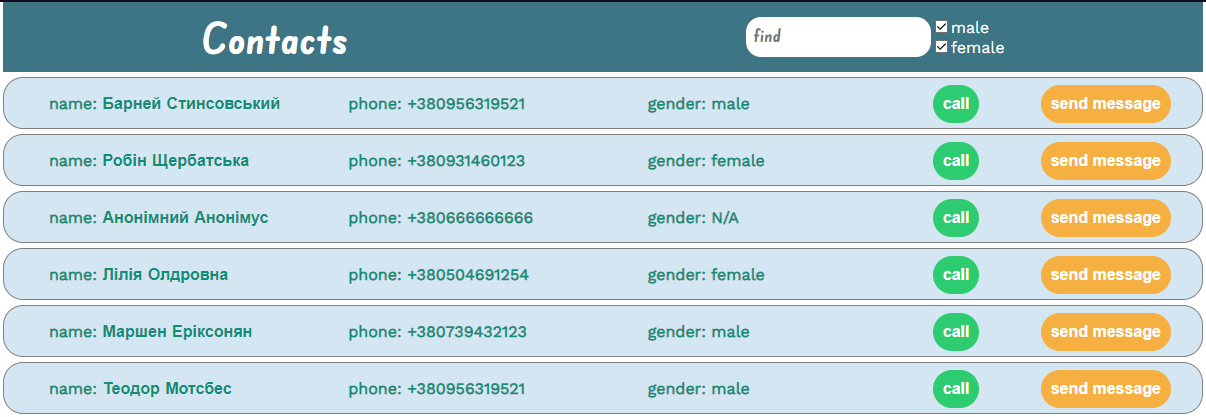 Contacts find male
female
name: Барней Стинсовський phone: +380956319521 gender: male call send message
name: Робін Щербатська phone: +380931460123 gender: female call send message
name: Анонімний Анонімус phone: +380666666666 gender: N/A call send message
name: Лілія Олдровна phone: +380504691254 gender: female call send message
name: Маршен Еріксонян phone: +380739432123 gender: male call send message
name: Теодор Мотсбес phone: +380956319521 gender: male call send message